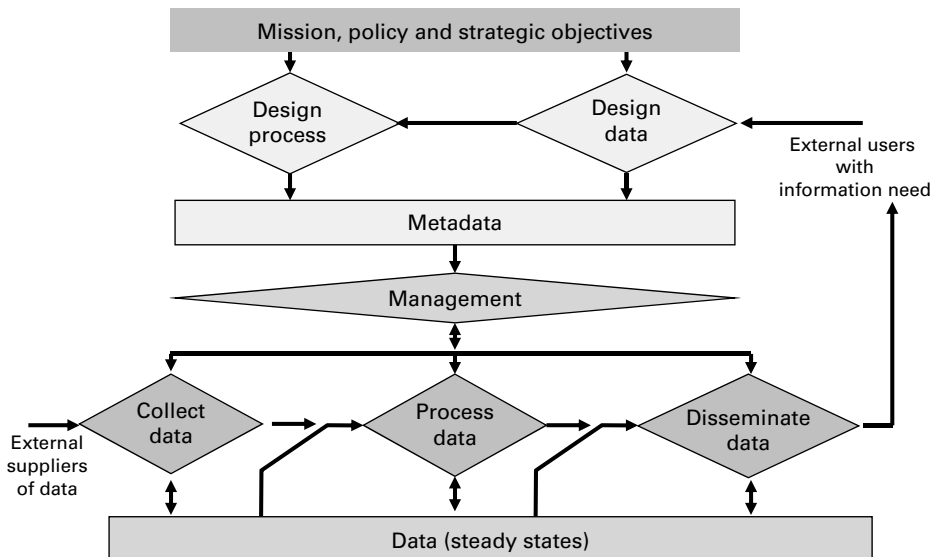 Mission, policy and strategic objectives
Design
process
Design
data
External users
with
information need
Metadata
Management
Collect
data
Process
data
Disseminate
data
External
suppliers
of data
Data (steady states)